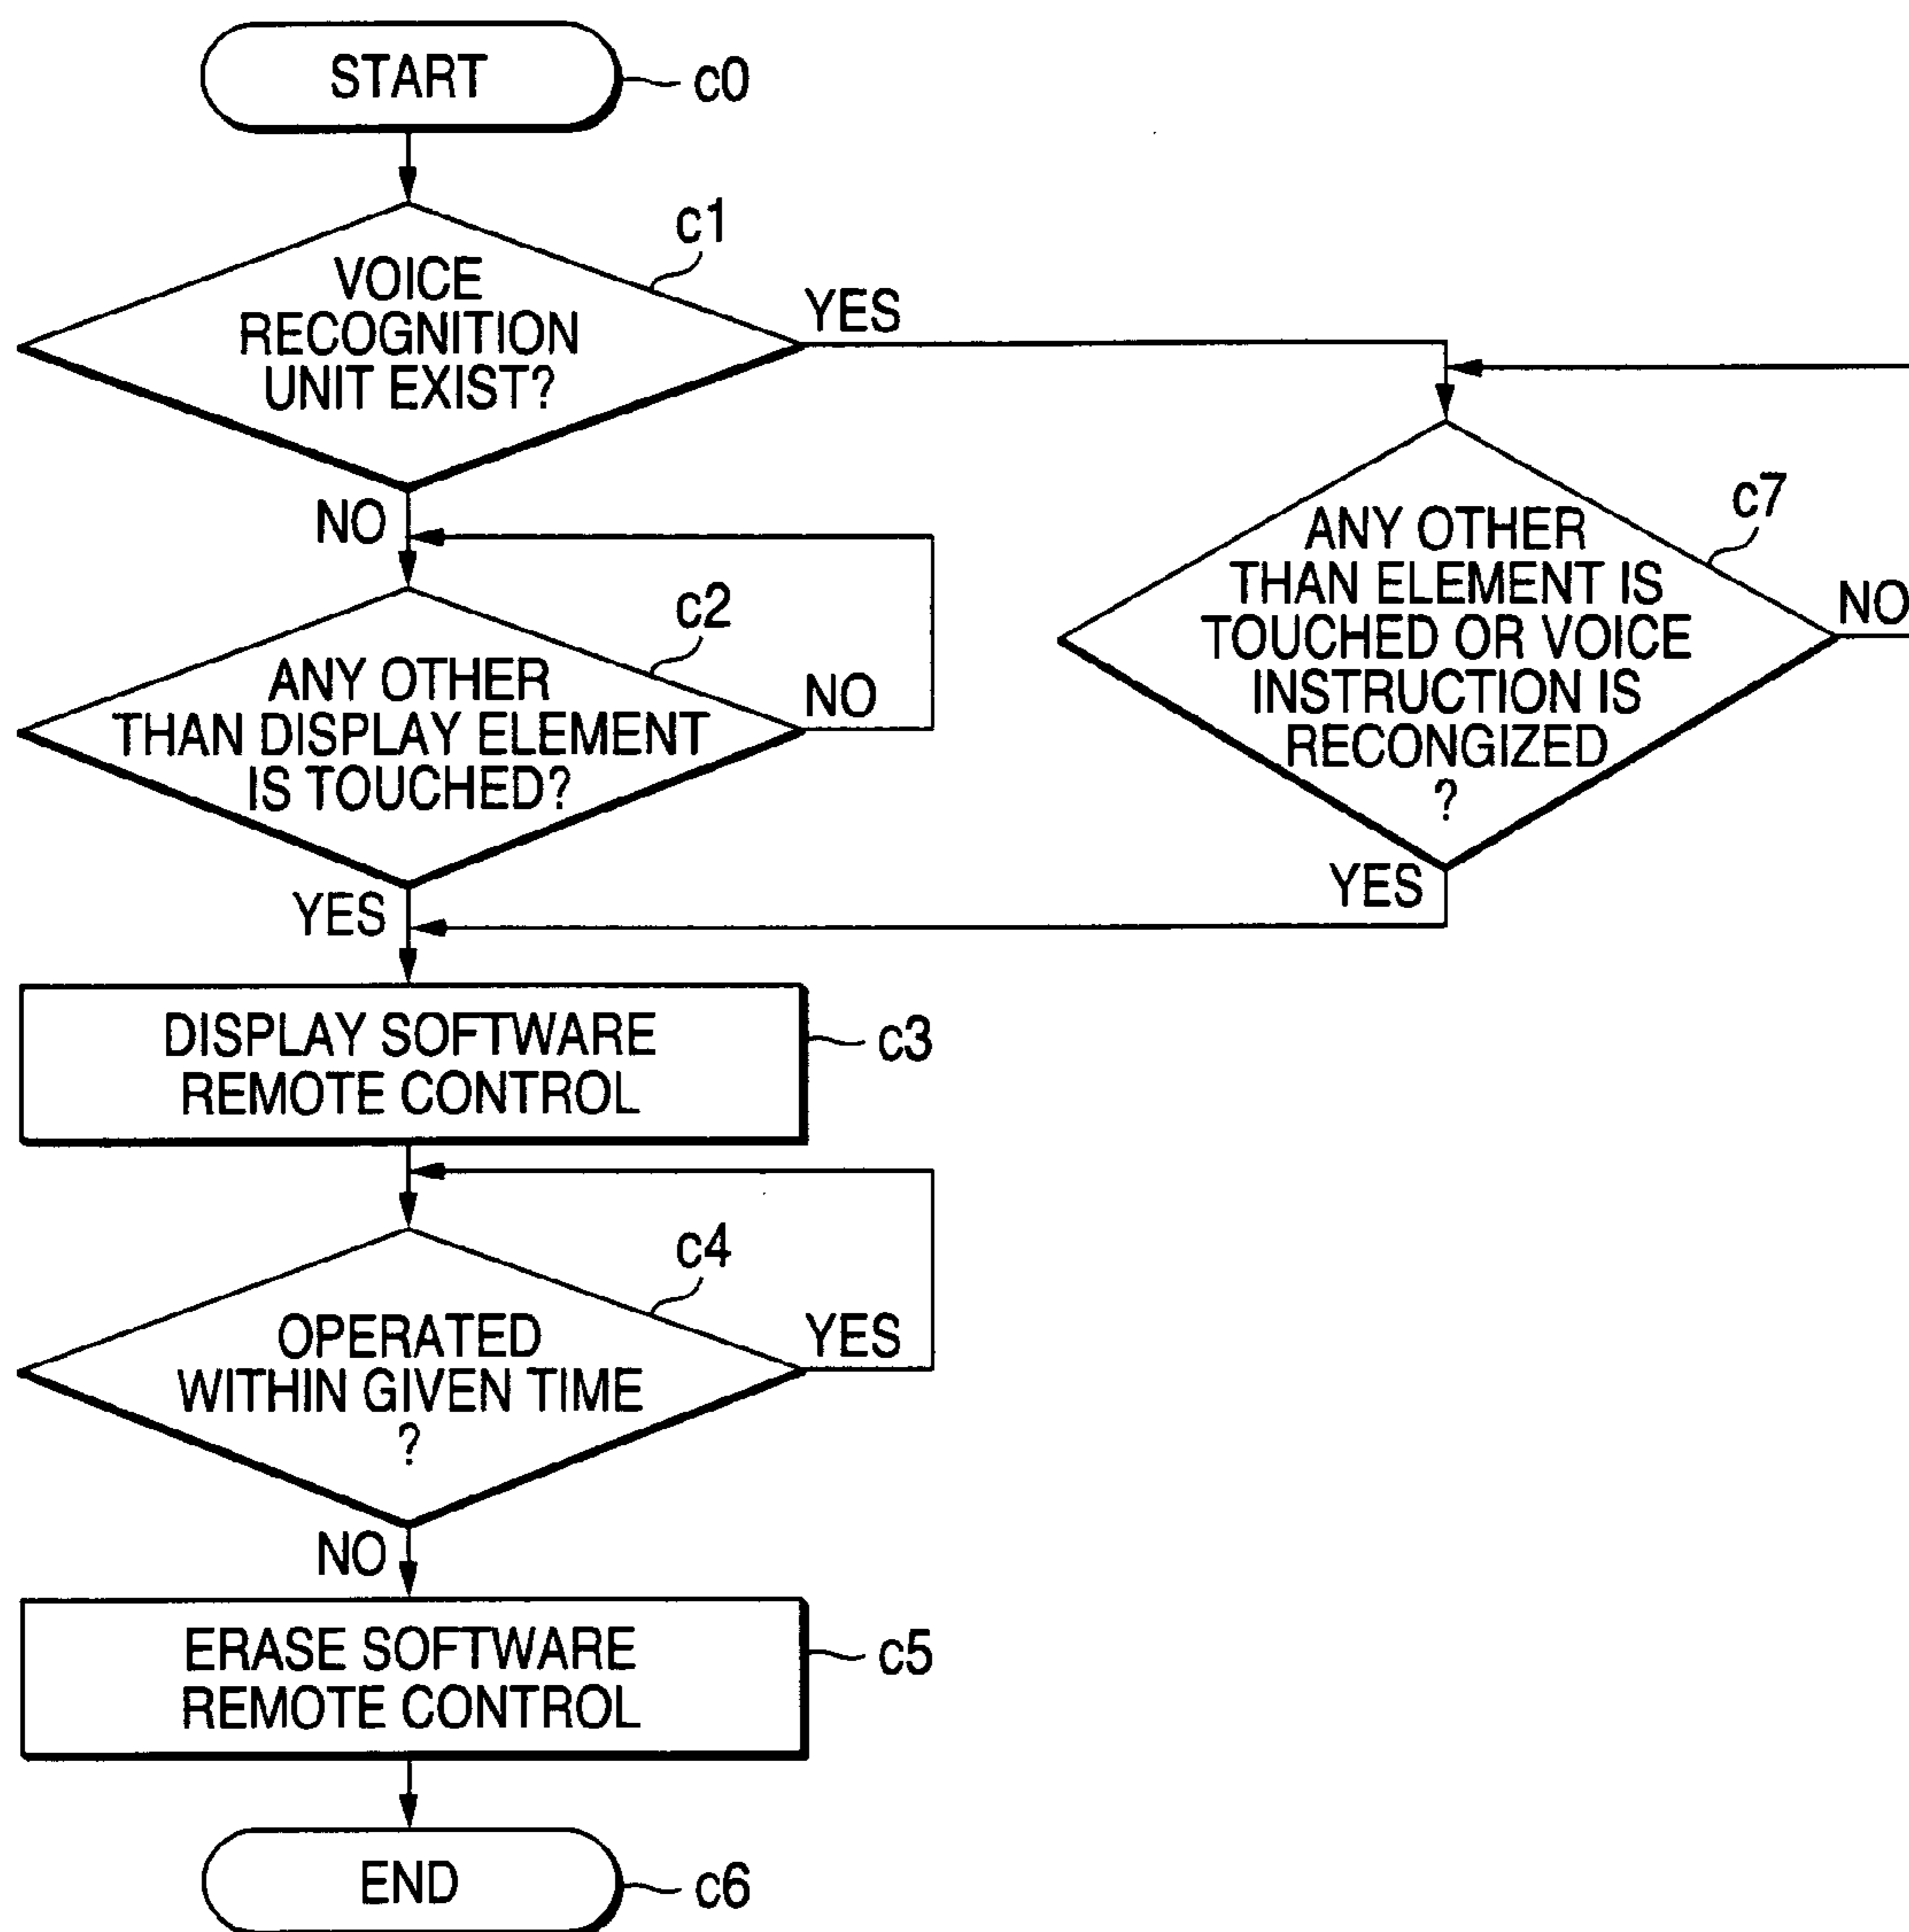 START
c0
c1
VOICE
RECOGNITION
UNIT EXIST?
YES
NO
c2
ANY OTHER
THAN DISPLAY ELEMENT
IS TOUCHED?
NO
YES
c7
ANY OTHER
THAN ELEMENT IS
TOUCHED OR VOICE
INSTRUCTION IS
RECONGIZED
?
NO
YES
DISPLAY SOFTWARE
REMOTE CONTROL
c3
c4
OPERATED
WITHIN GIVEN TIME
?
YES
NO
ERASE SOFTWARE
REMOTE CONTROL
c5
END
c6